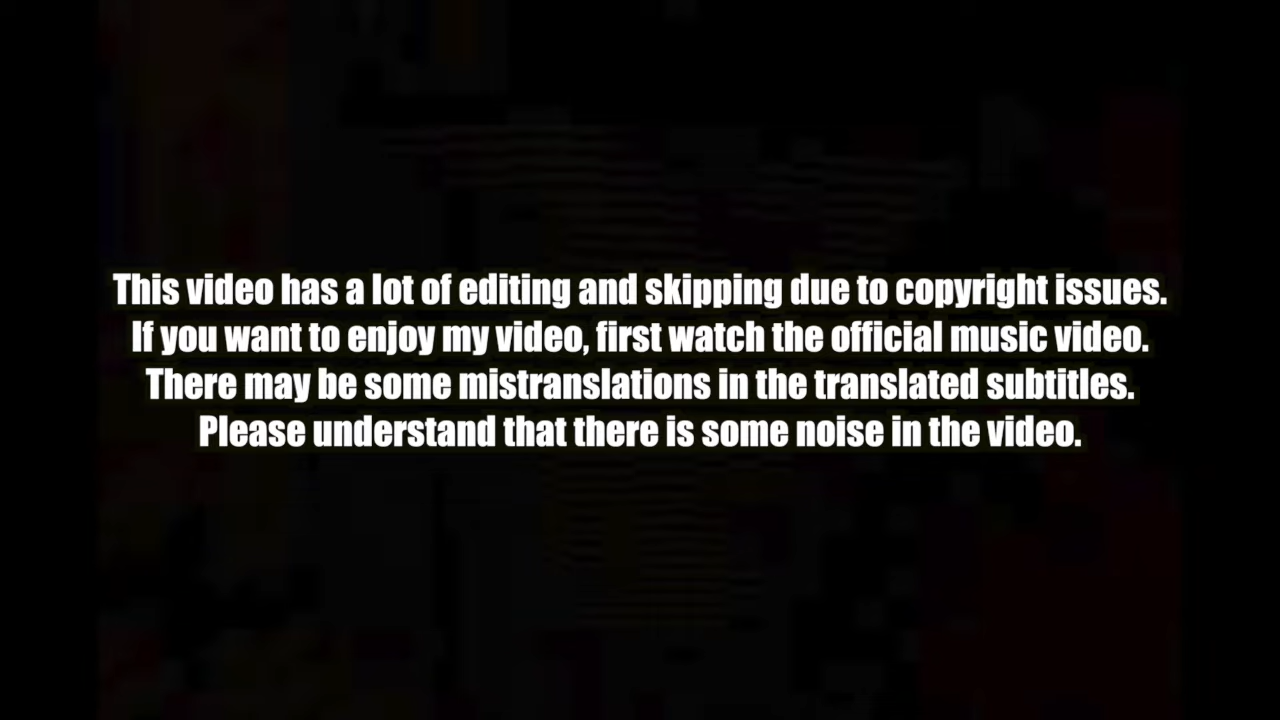 This video has a lot of editing and skipping due to copyright issues.
If you want to enjoy my video, first watch the official music video.
There may be some mistranslations in the translated subtitles.
Please understand that there is some noise in the video.